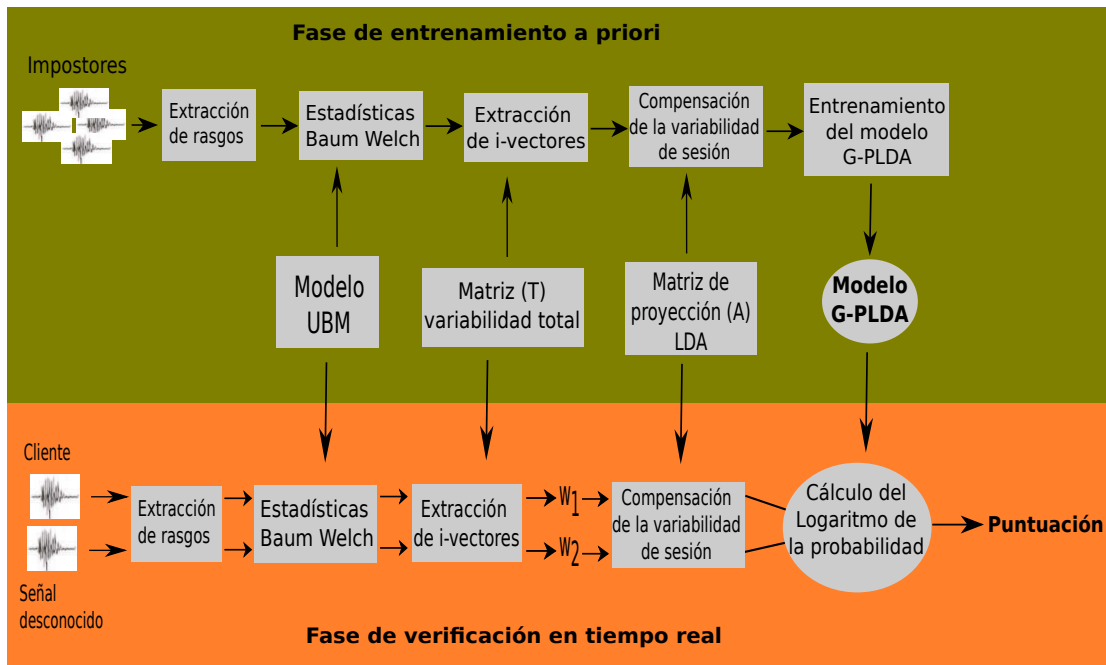 Fase de entrenamiento a priori
Impostores
Extracción
de rasgos
Estadísticas
Baum Welch
Extracción
de i-vectores
Compensación
de la variabilidad
de sesión
Entrenamiento
del modelo
G-PLDA
Modelo
UBM
Matriz (T)
variabilidad total
Matriz de
proyección (A)
LDA
Modelo
G-PLDA
Cliente
Señal
desconocido
Extracción
de rasgos
Estadísticas
Baum Welch
Extracción
de i-vectores
w1
w2
Compensación
de la variabilidad
de sesión
Cálculo del
Logaritmo de
la probabilidad
Puntuación
Fase de verificación en tiempo real